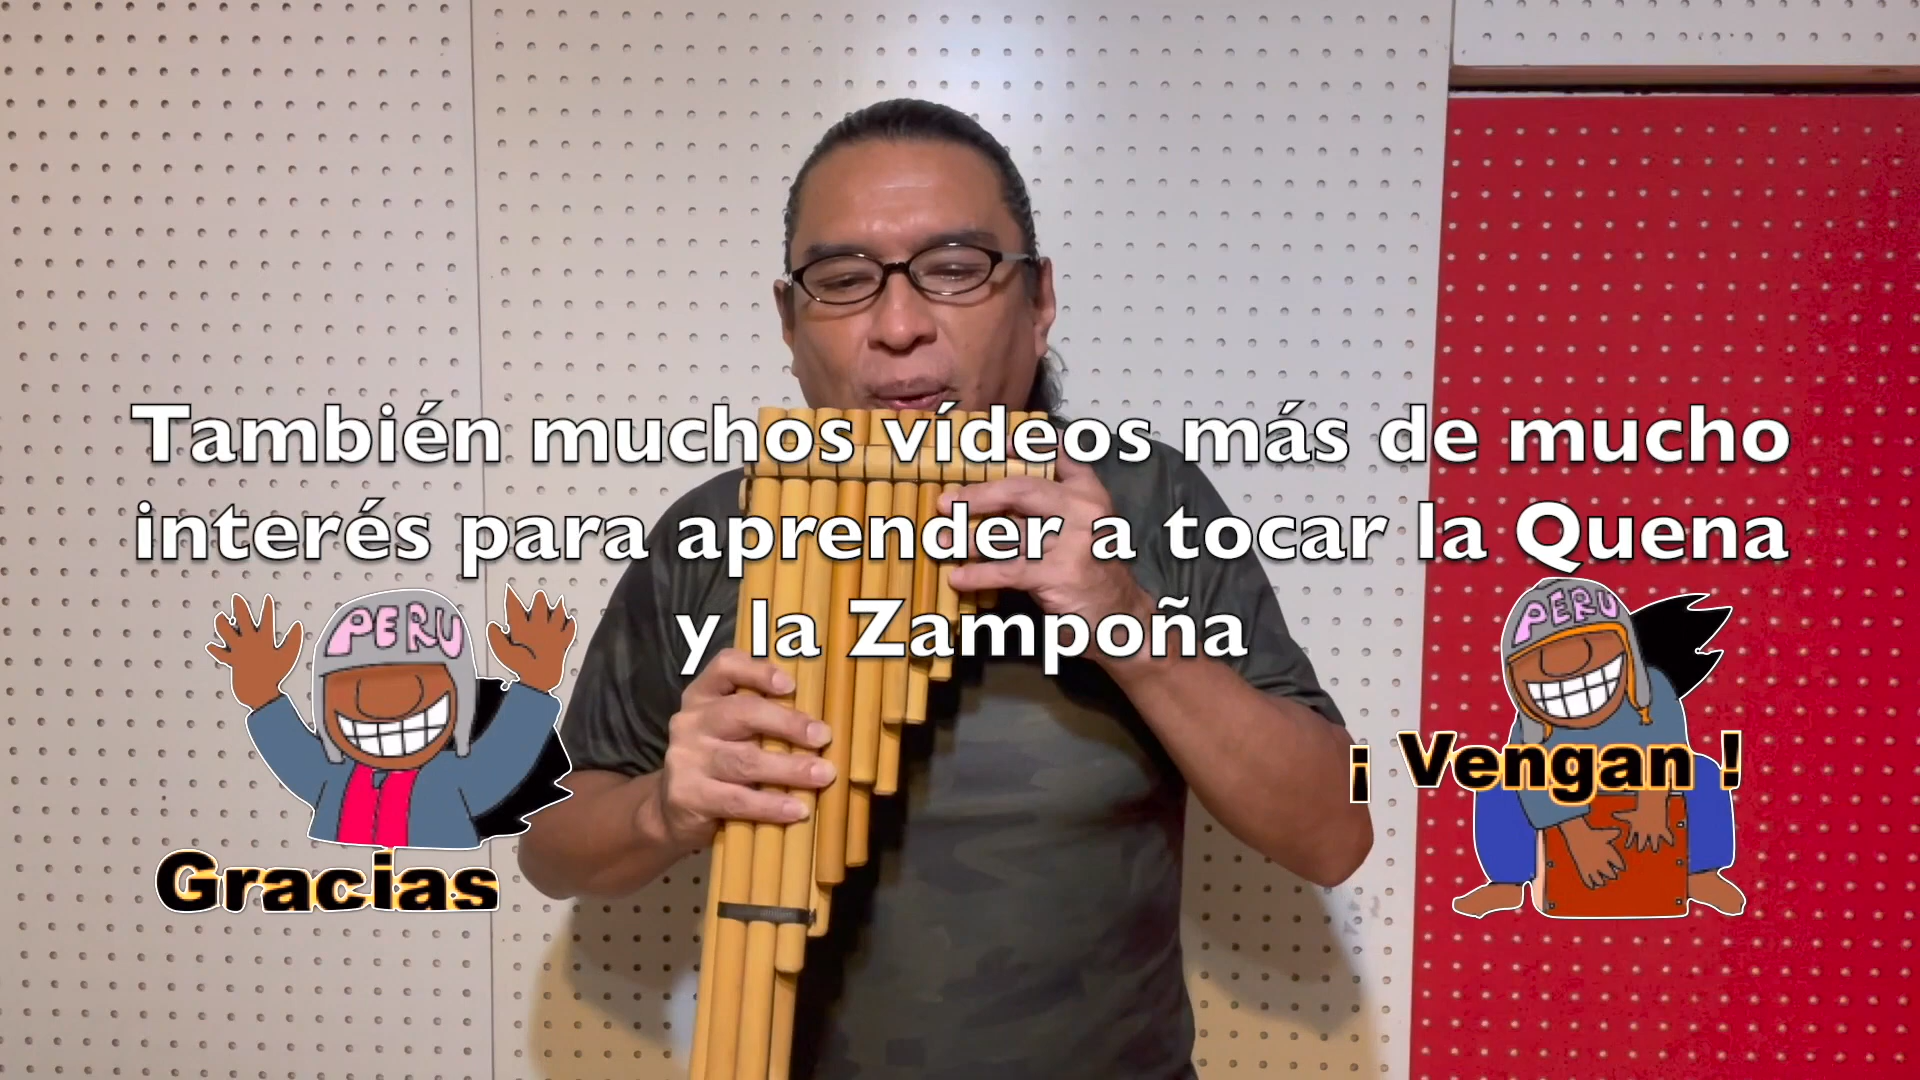 También muchos vídeos más de mucho
interés para aprender a tocar la Quena
y la Zampoña
PERU
PERU
¡ Vengan !
Gracias